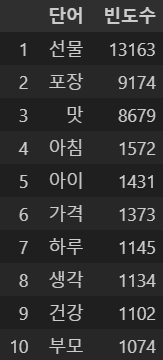 단어 빈도수
1 선물 13163
2 포장 9174
3 맛 8679
4 아침 1572
5 아이 1431
6 가격 1373
7 하루 1145
8 생각 1134
9 건강 1102
10 부모 1074